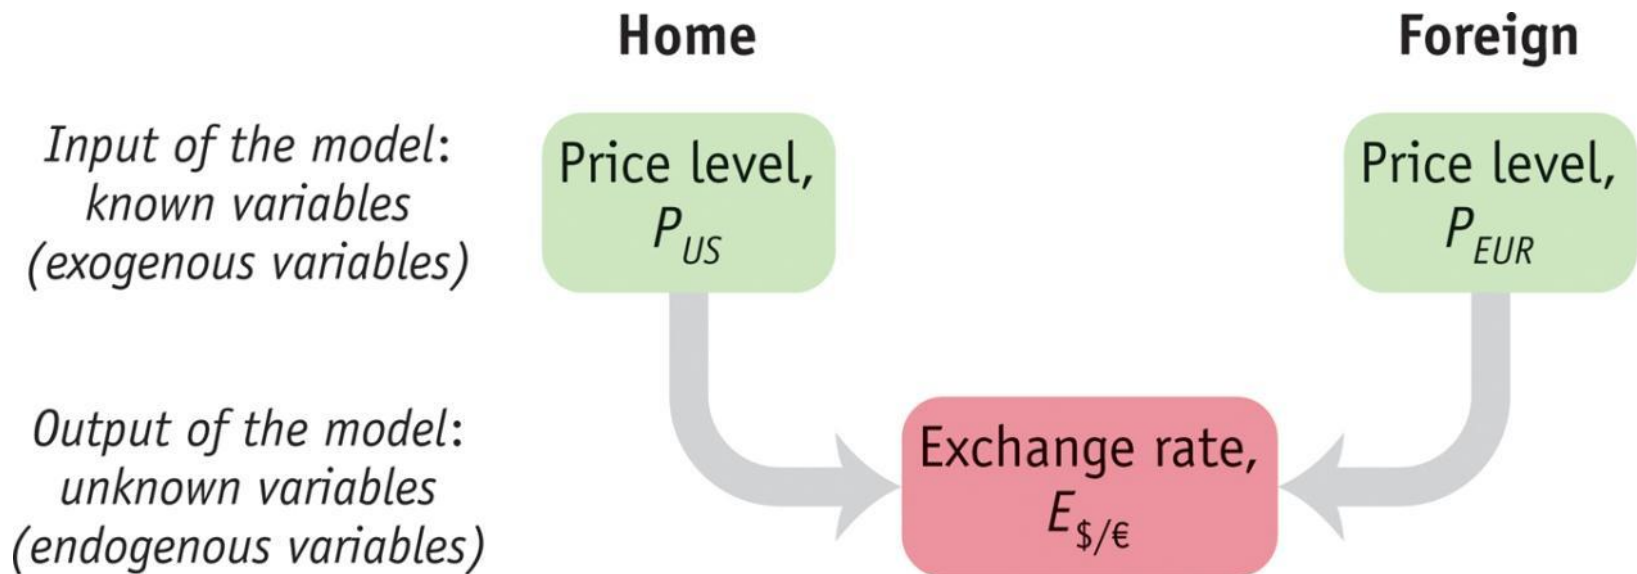 Home
Foreign
Input of the model:
known variables
(exogenous variables)
Price level,
P_US
Price level,
P_EUR
Output of the model:
unknown variables
(endogenous variables)
Exchange rate,
E_$/€